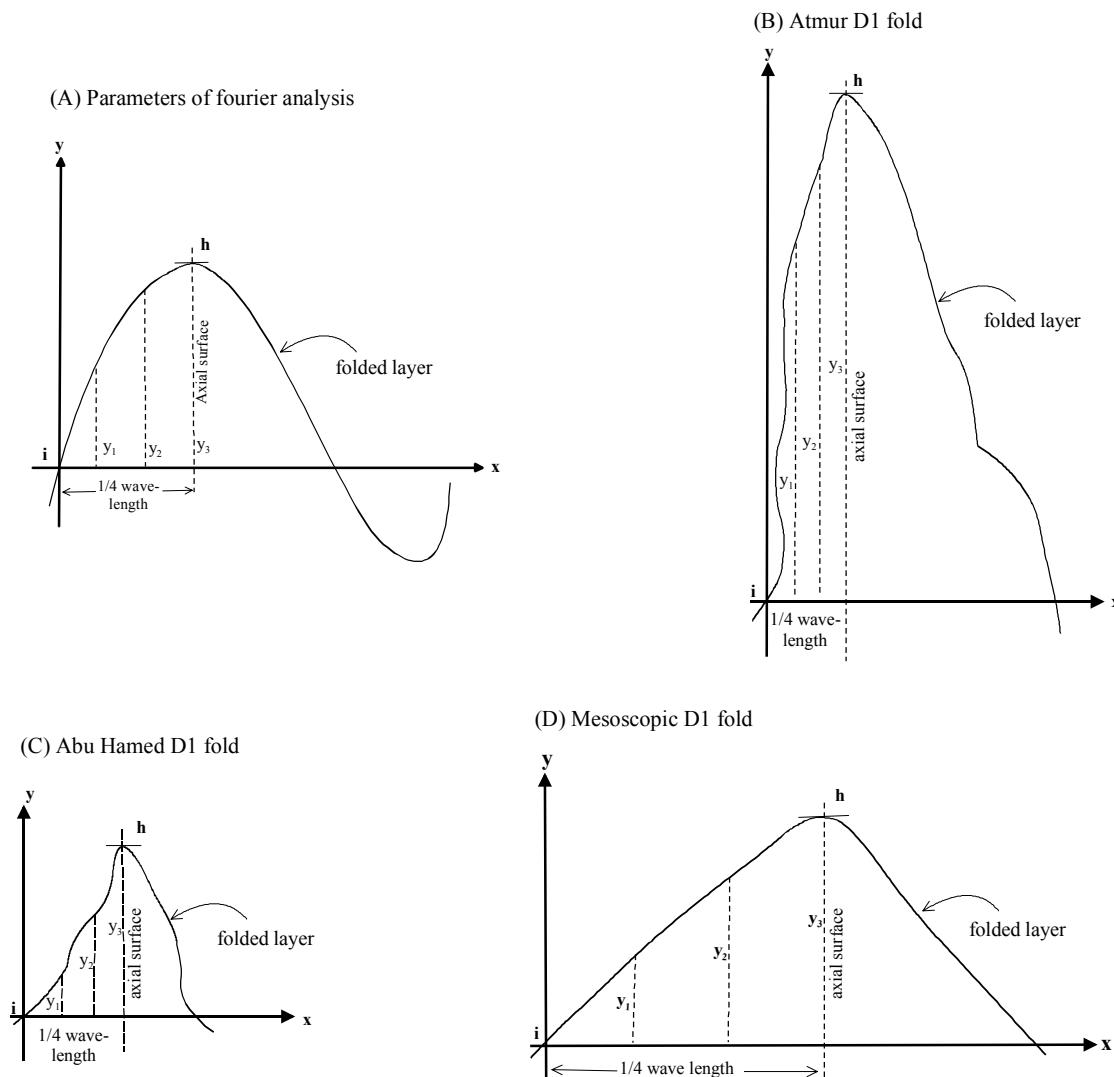 (A) Parameters of fourier analysis
y
h
Axial surface
folded layer
i
y1
y2
y3
x
1/4 wave-
length
(B) Atmur D1 fold
y
h
folded layer
y3
axial surface
y2
y1
i
x
1/4 wave-
length
(C) Abu Hamed D1 fold
y
h
y3
axial surface
folded layer
y2
y1
i
x
1/4 wave-
length
(D) Mesoscopic D1 fold
y
h
y3
axial surface
folded layer
y2
y1
i
x
1/4 wave length